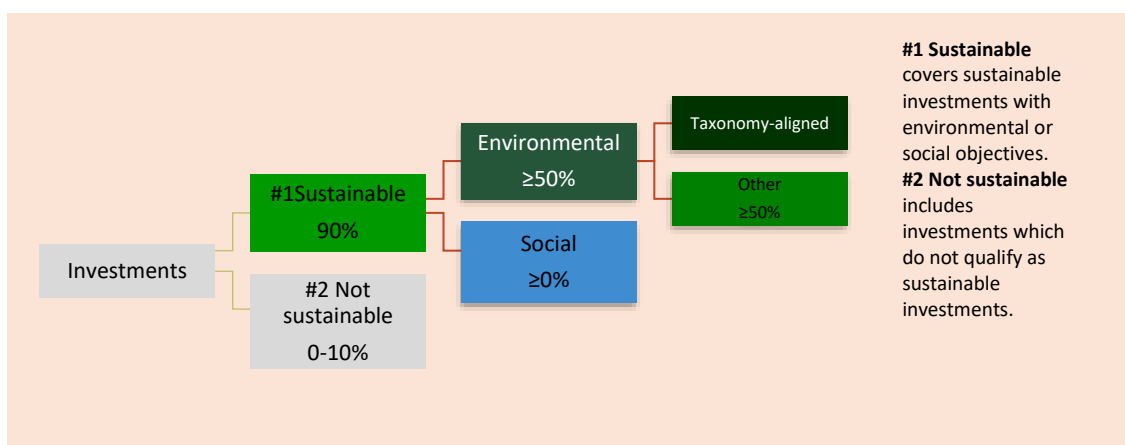 Investments
#1Sustainable
90%
#2 Not
sustainable
0-10%
Environmental
≥50%
Social
≥0%
Taxonomy-aligned
Other
≥50%
#1 Sustainable
covers sustainable
investments with
environmental or
social objectives.
#2 Not sustainable
includes
investments which
do not qualify as
sustainable
investments.